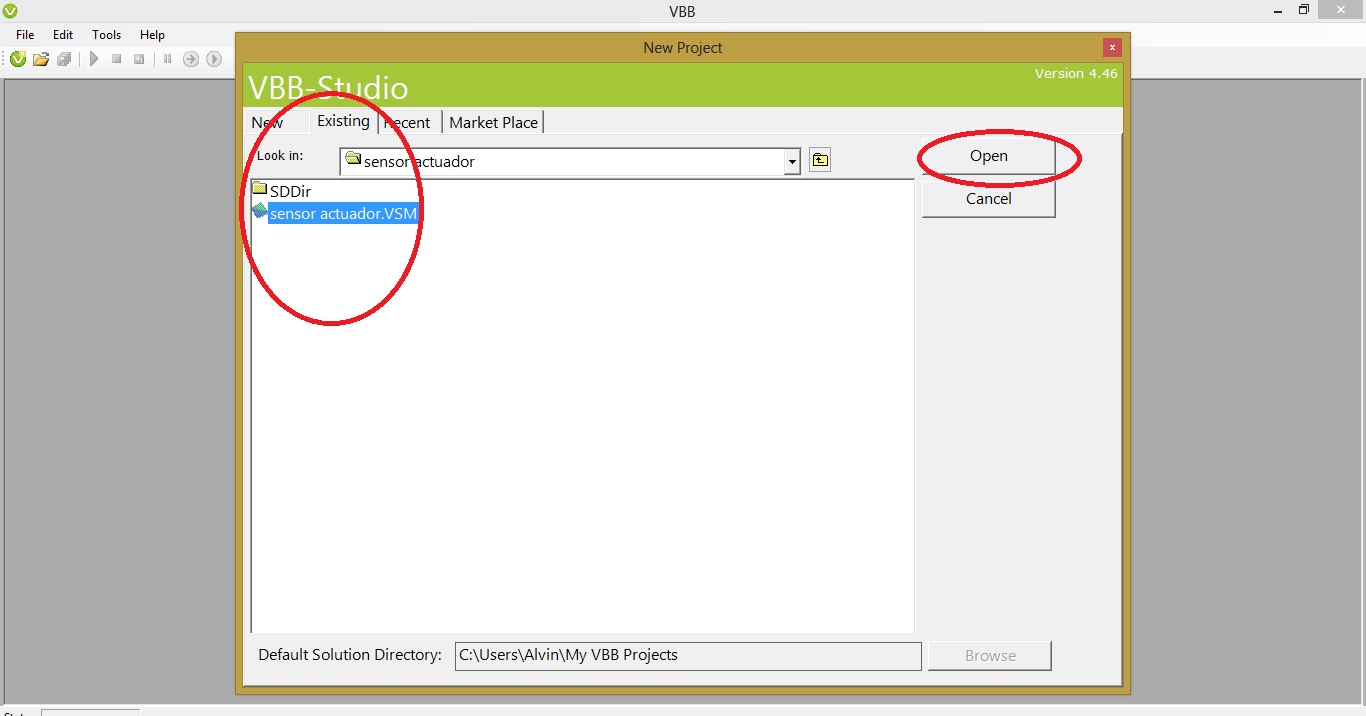 VBB
File Edit Tools Help
New Project
VBB-Studio
Version 4.46
New Existing Recent Market Place
Look in:
sensor actuador
Open
SDDir
Cancel
sensor actuador.VSM
Default Solution Directory:
C:\Users\Alvin\My VBB Projects
Browse